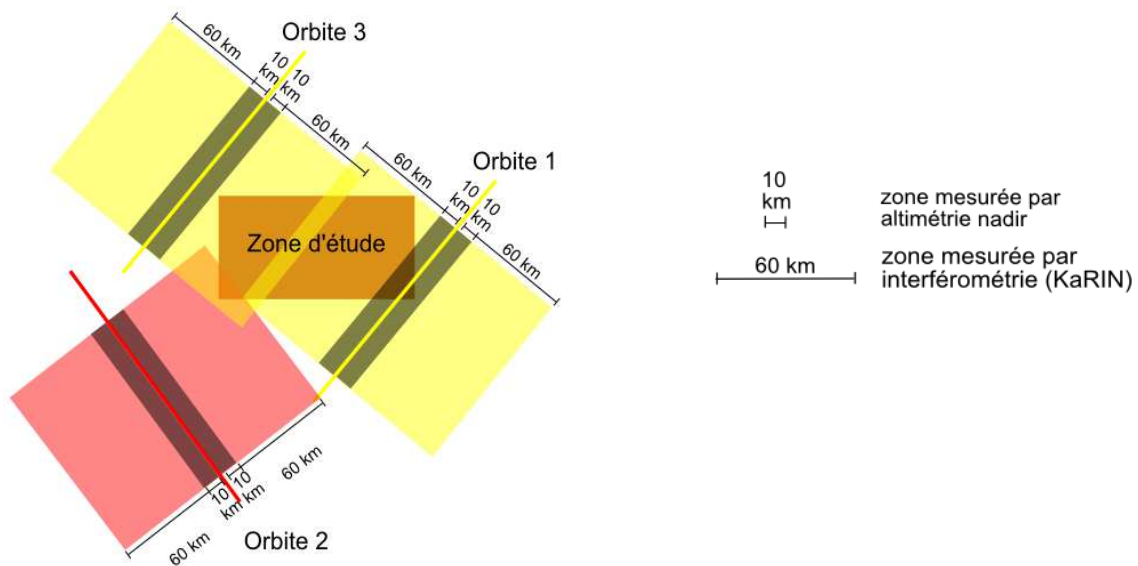 Orbite 3
60 km
10
km
10
km
60 km
Orbite 1
60 km
10
km
10
km
60 km
Zone d'étude
60 km
10
km
10
km
60 km
Orbite 2
10
km
zone mesurée par
altimétrie nadir
60 km
zone mesurée par
interférométrie (KaRIN)